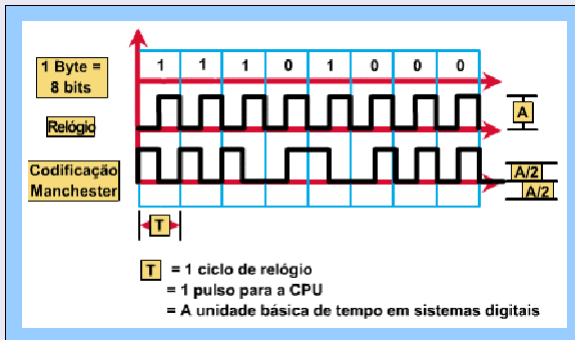 1 Byte =
8 bits
1 1 1 0 1 0 0 0
Relógio
A
Codificação
Manchester
A/2
A/2
T
T = 1 ciclo de relógio
= 1 pulso para a CPU
= A unidade básica de tempo em sistemas digitais